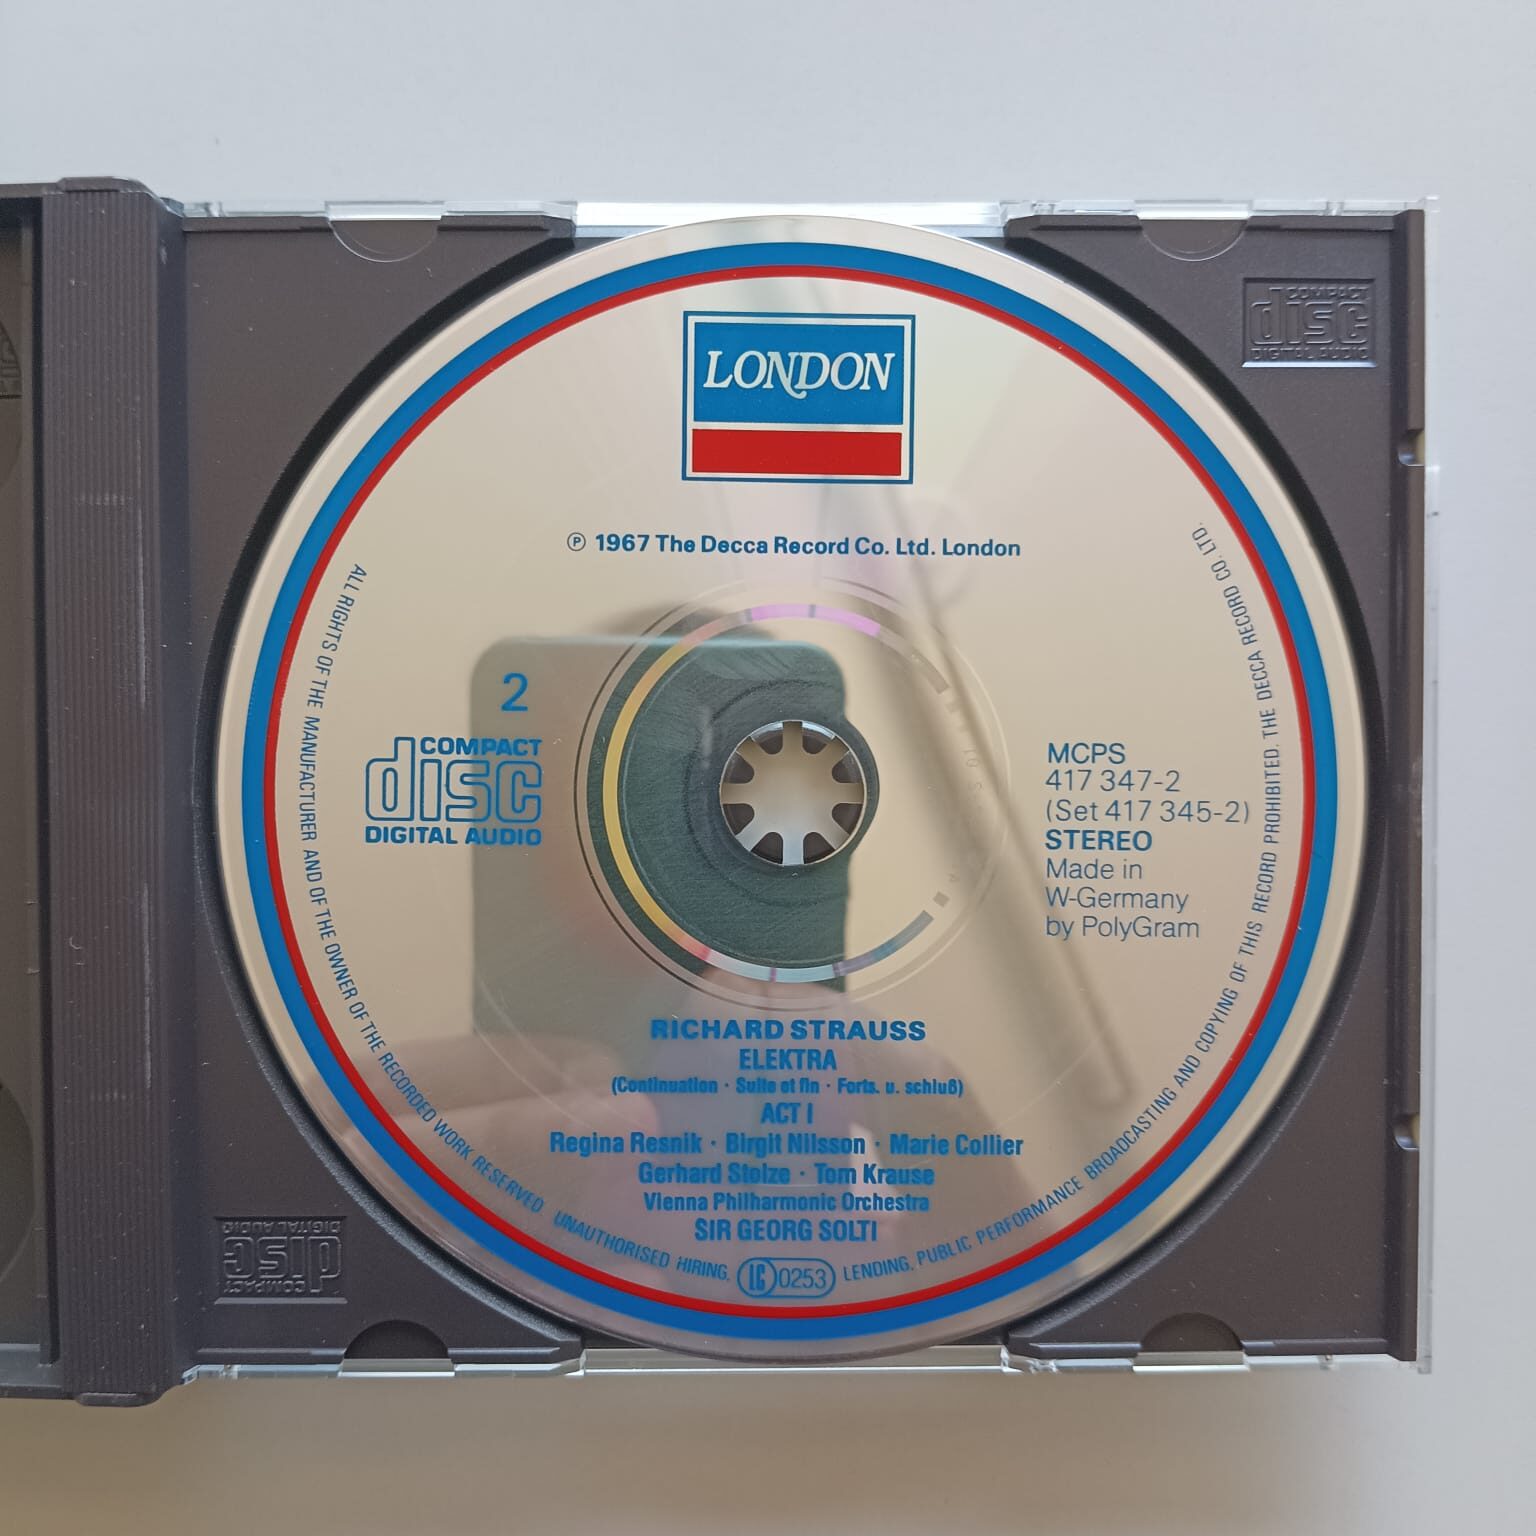 LONDON
℗ 1967 The Decca Record Co. Ltd. London
2
COMPACT
disc
DIGITAL AUDIO
MCPS
417 347-2
(Set 417 345-2)
STEREO
Made in
W-Germany
by PolyGram
RICHARD STRAUSS
ELEKTRA
(Continuation · Suite et fin · Forts. u. schluß)
ACT I
Regina Resnik · Birgit Nilsson · Marie Collier
Gerhard Stolze · Tom Krause
Vienna Philharmonic Orchestra
SIR GEORG SOLTI
LC 0253
ALL RIGHTS OF THE MANUFACTURER AND OF THE OWNER OF THE RECORDED WORK RESERVED. UNAUTHORISED HIRING, LENDING, PUBLIC PERFORMANCE BROADCASTING AND COPYING OF THIS RECORD PROHIBITED. THE DECCA RECORD CO. LTD.
COMPACT
disc
DIGITAL AUDIO
COMPACT
disc
DIGITAL AUDIO